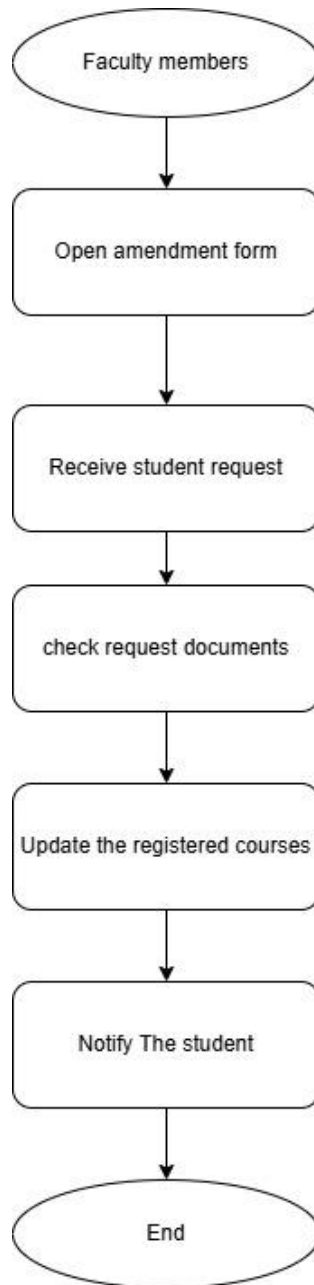 Faculty members
Open amendment form
Receive student request
check request documents
Update the registered courses
Notify The student
End